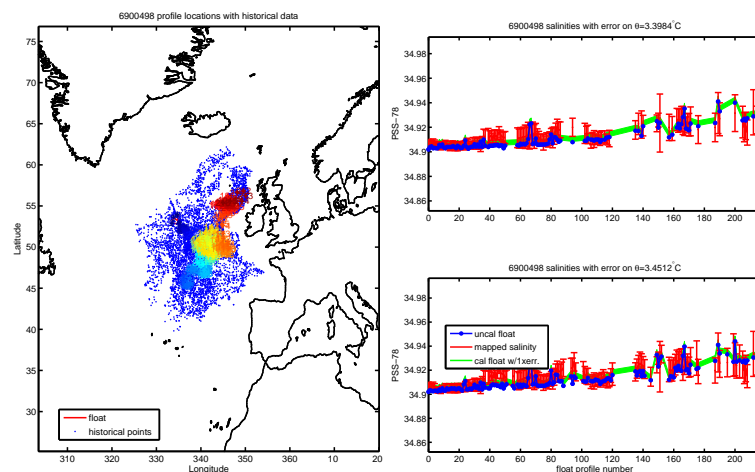 6900498 profile locations with historical data
75
70
65
60
55
50
45
40
35
30
Latitude
310
320
330
340
350
360
10
20
Longitude
float
historical points
6900498 salinities with error on θ=3.3984°C
34.98
34.96
34.94
34.92
34.9
34.88
34.86
PSS−78
0 20 40 60 80 100 120 140 160 180 200
6900498 salinities with error on θ=3.4512°C
34.98
34.96
34.94
34.92
34.9
34.88
34.86
PSS−78
uncal float
mapped salinity
cal float w/1xerr.
0 20 40 60 80 100 120 140 160 180 200
float profile number